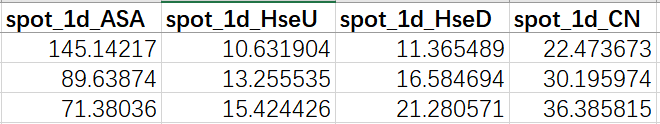 spot_1d_ASA spot_1d_HseU spot_1d_HseD spot_1d_CN
145.14217 10.631904 11.365489 22.473673
89.63874 13.255535 16.584694 30.195974
71.38036 15.424426 21.280571 36.385815